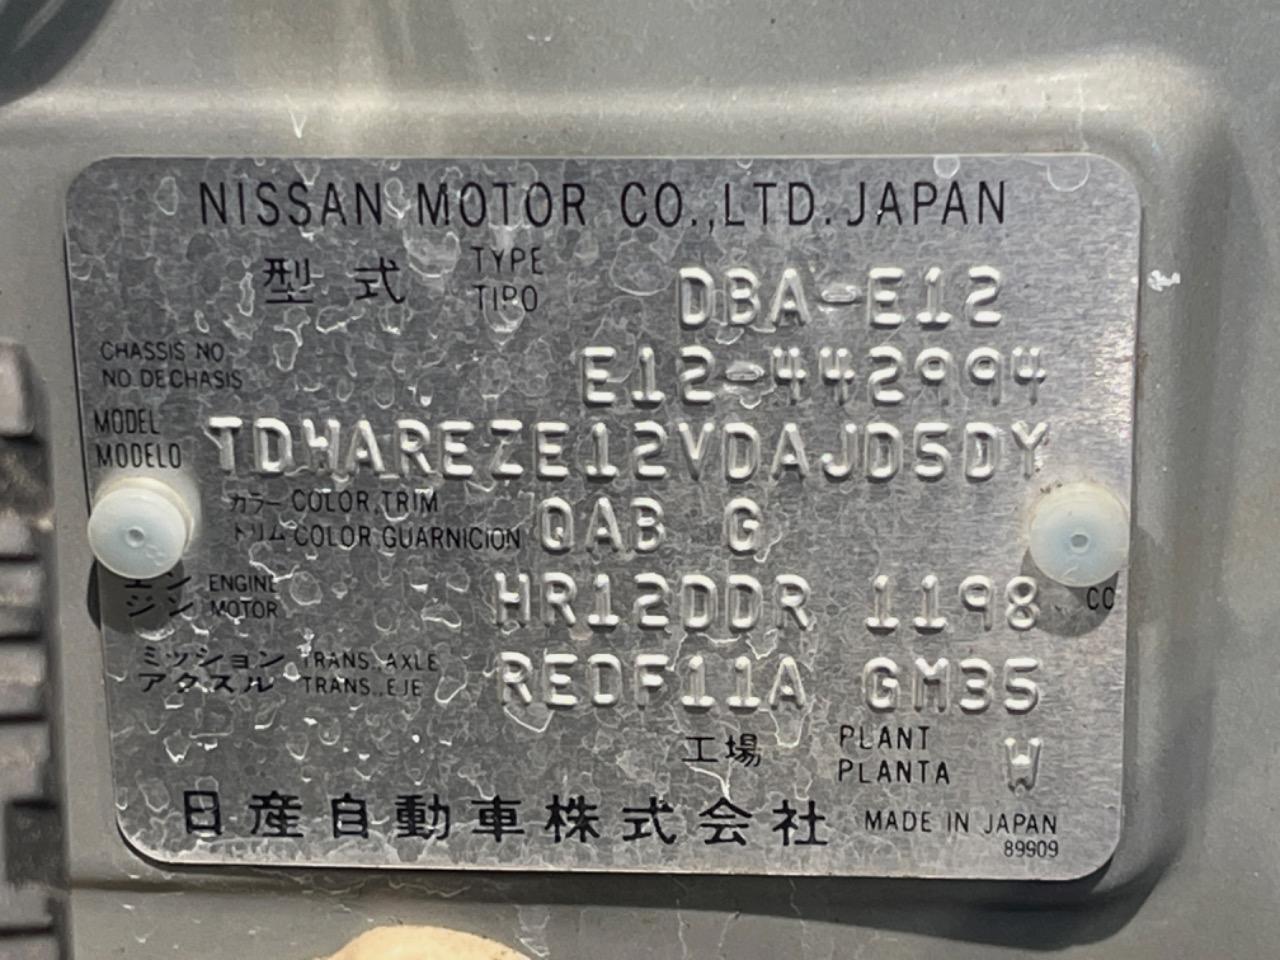 NISSAN MOTOR CO.,LTD.JAPAN
型式 TYPE TIPO DBA-E12
CHASSIS NO
NO.DECHASIS E12-442994
MODEL
MODELO TDWAREZE12VDAJD5DY
カラー COLOR,TRIM
トリム COLOR GUARNICION QAB G
エン ENGINE
ジン MOTOR HR12DDR 1198 CC
ミッション TRANS.,AXLE
アクスル TRANS.,EJE RE0F11A GM35
工場 PLANT PLANTA W
日産自動車株式会社 MADE IN JAPAN
89909